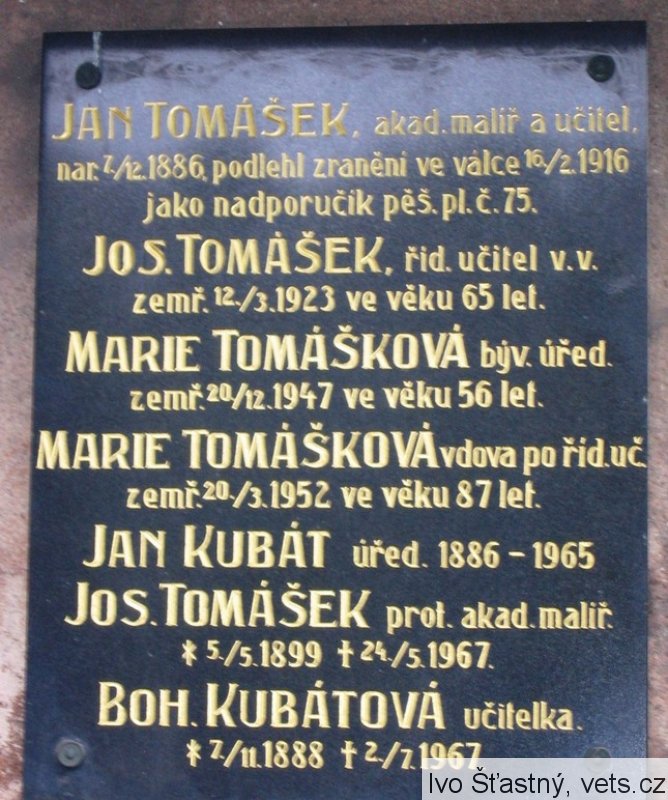 JAN TOMÁŠEK, akad. malíř a učitel,
nar. 7./12.1886, podlehl zranění ve válce 16./2.1916
jako nadporučík pěš. pl. č. 75.
JOS. TOMÁŠEK, říd. učitel v.v.
zemř. 12./3.1923 ve věku 65 let.
MARIE TOMÁŠKOVÁ býv. úřed.
zemř. 20/12.1947 ve věku 56 let.
MARIE TOMÁŠKOVÁ vdova po říd. uč.
zemř. 20./3.1952 ve věku 87 let.
JAN KUBÁT úřed. 1886 – 1965
JOS. TOMÁŠEK prof. akad. malíř.
* 5./5.1899 † 24./5.1967.
BOH. KUBÁTOVÁ učitelka.
* 7./11.1888 † 2./7.1967
Ivo Šťastný, vets.cz